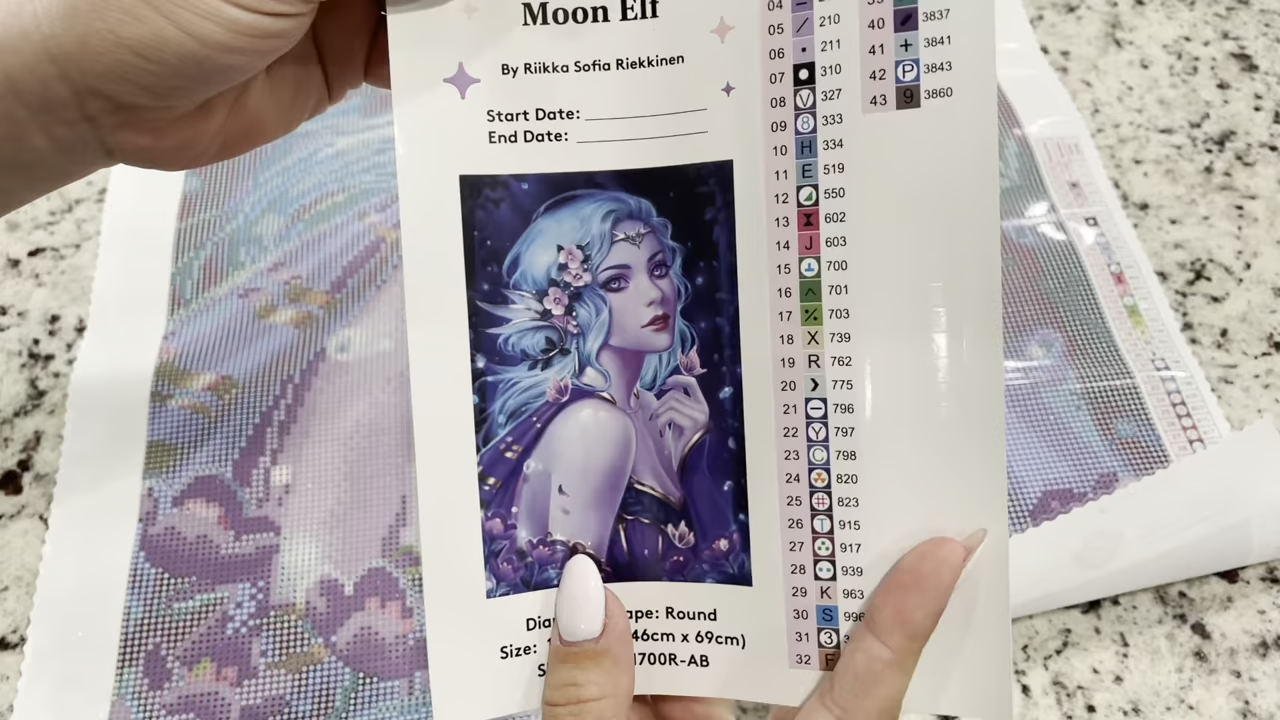 Moon Elf
By Riikka Sofia Riekkinen
Start Date:
End Date:
Round
Size: 46cm x 69cm)
1700R-AB
04
05 / 210
06 • 211
07 310
08 V 327
09 8 333
10 H 334
11 E 519
12 550
13 602
14 J 603
15 700
16 701
17 703
18 X 739
19 R 762
20 775
21 796
22 Y 797
23 C 798
24 820
25 823
26 T 915
27 917
28 939
29 K 963
30 S 996
31 3
32 F
40 3837
41 + 3841
42 P 3843
43 9 3860